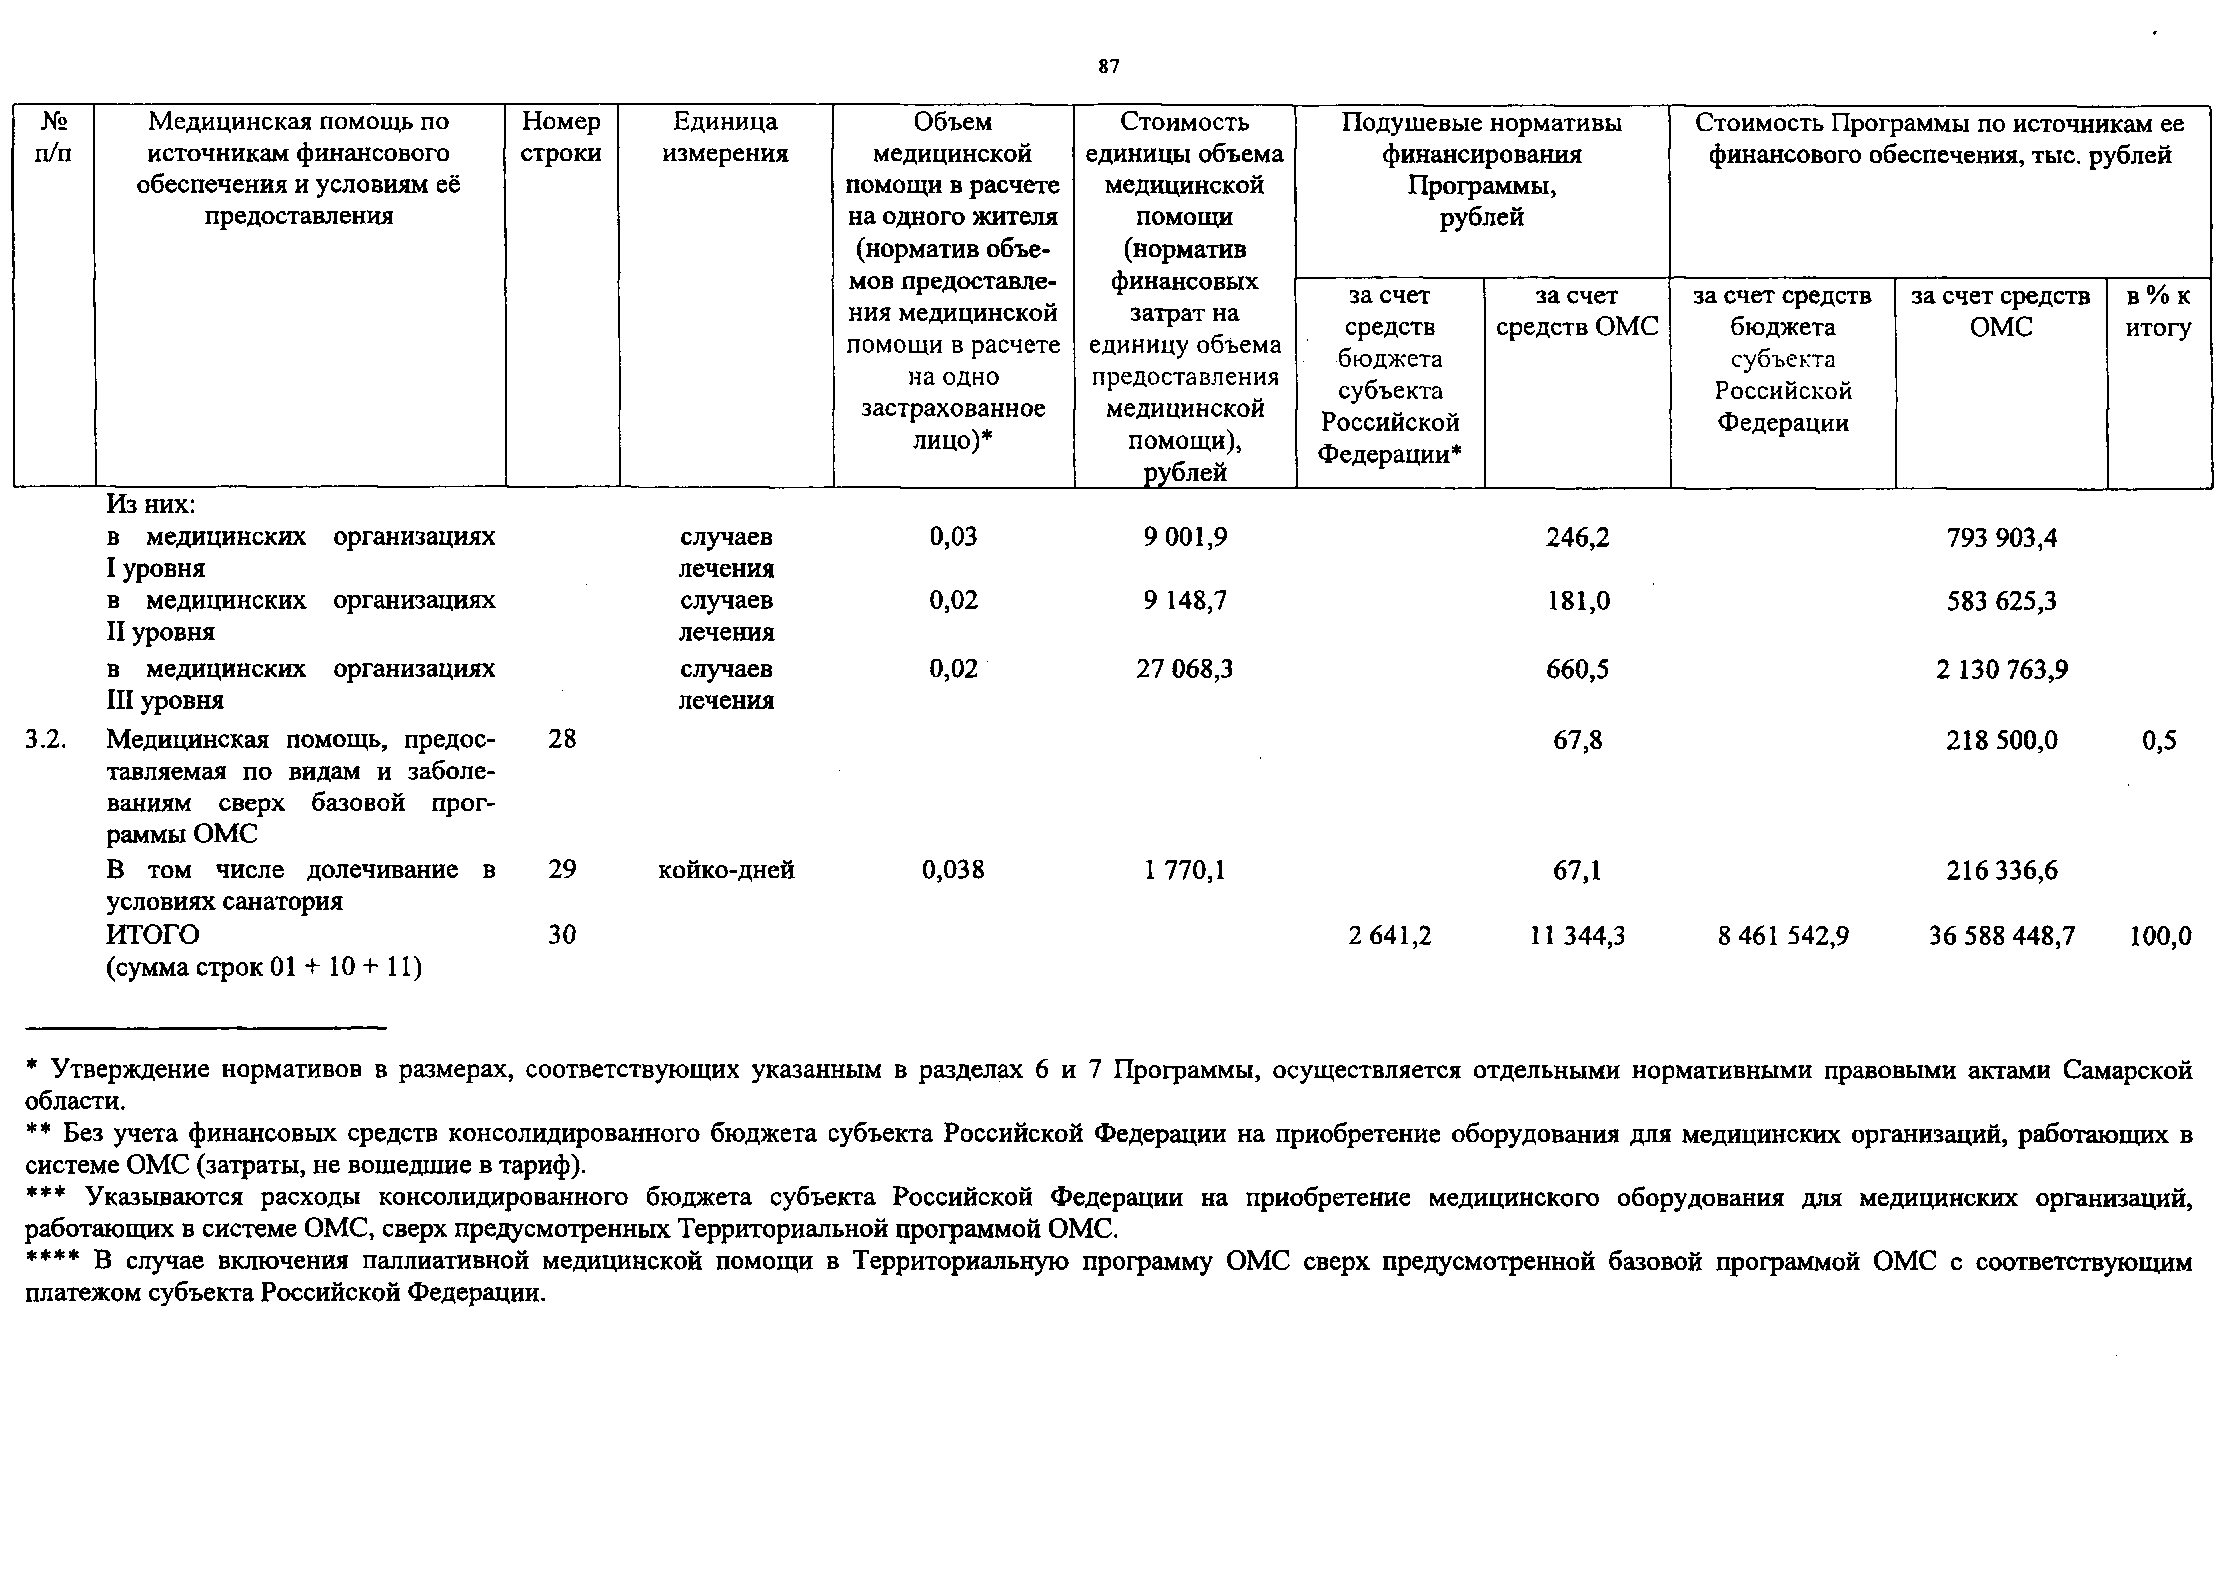 87
№
п/п
Медицинская помощь по
источникам финансового
обеспечения и условиям её
предоставления
Номер
строки
Единица
измерения
Объем
медицинской
помощи в расчете
на одного жителя
(норматив объе-
мов предоставле-
ния медицинской
помощи в расчете
на одно
застрахованное
лицо)*
Стоимость
единицы объема
медицинской
помощи
(норматив
финансовых
затрат на
единицу объема
предоставления
медицинской
помощи),
рублей
Подушевые нормативы
финансирования
Программы,
рублей
Стоимость Программы по источникам ее
финансового обеспечения, тыс. рублей
за счет
средств
бюджета
субъекта
Российской
Федерации*
за счет
средств ОМС
за счет средств
бюджета
субъекта
Российской
Федерации
за счет средств
ОМС
в % к
итогу
Из них:
в медицинских организациях случаев 0,03 9 001,9 246,2 793 903,4
I уровня лечения
в медицинских организациях случаев 0,02 9 148,7 181,0 583 625,3
II уровня лечения
в медицинских организациях случаев 0,02 27 068,3 660,5 2 130 763,9
III уровня лечения
3.2. Медицинская помощь, предос- 28 67,8 218 500,0 0,5
тавляемая по видам и заболе-
ваниям сверх базовой прог-
раммы ОМС
В том числе долечивание в 29 койко-дней 0,038 1 770,1 67,1 216 336,6
условиях санатория
ИТОГО 30 2 641,2 11 344,3 8 461 542,9 36 588 448,7 100,0
(сумма строк 01 + 10 + 11)
* Утверждение нормативов в размерах, соответствующих указанным в разделах 6 и 7 Программы, осуществляется отдельными нормативными правовыми актами Самарской
области.
** Без учета финансовых средств консолидированного бюджета субъекта Российской Федерации на приобретение оборудования для медицинских организаций, работающих в
системе ОМС (затраты, не вошедшие в тариф).
*** Указываются расходы консолидированного бюджета субъекта Российской Федерации на приобретение медицинского оборудования для медицинских организаций,
работающих в системе ОМС, сверх предусмотренных Территориальной программой ОМС.
**** В случае включения паллиативной медицинской помощи в Территориальную программу ОМС сверх предусмотренной базовой программой ОМС с соответствующим
платежом субъекта Российской Федерации.